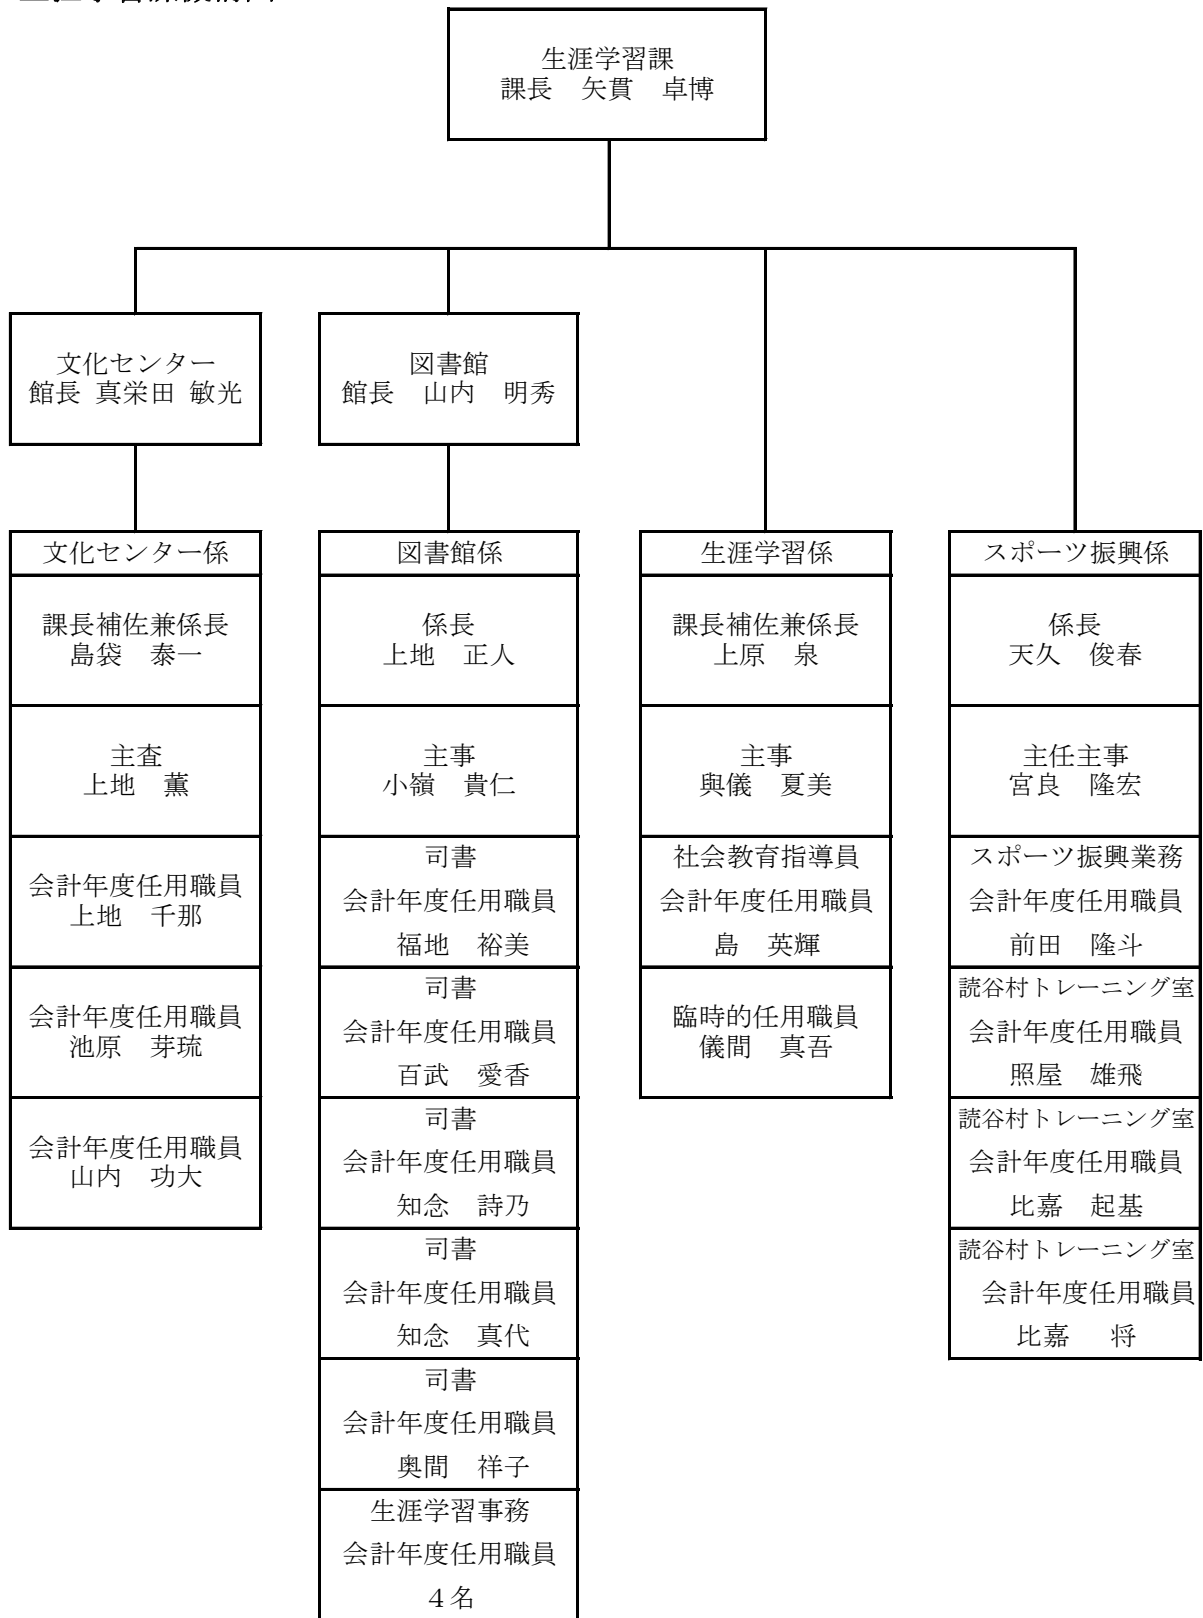 生涯学習課
課長　矢貫　卓博
文化センター
館長 真栄田 敏光
図書館
館長　山内　明秀
文化センター係
課長補佐兼係長
島袋　泰一
主査
上地　薫
会計年度任用職員
上地　千那
会計年度任用職員
池原　芽琉
会計年度任用職員
山内　功大
図書館係
係長
上地　正人
主事
小嶺　貴仁
司書
会計年度任用職員
福地　裕美
司書
会計年度任用職員
百武　愛香
司書
会計年度任用職員
知念　詩乃
司書
会計年度任用職員
知念　真代
司書
会計年度任用職員
奥間　祥子
生涯学習事務
会計年度任用職員
４名
生涯学習係
課長補佐兼係長
上原　泉
主事
與儀　夏美
社会教育指導員
会計年度任用職員
島　英輝
臨時的任用職員
儀間　真吾
スポーツ振興係
係長
天久　俊春
主任主事
宮良　隆宏
スポーツ振興業務
会計年度任用職員
前田　隆斗
読谷村トレーニング室
会計年度任用職員
照屋　雄飛
読谷村トレーニング室
会計年度任用職員
比嘉　起基
読谷村トレーニング室
会計年度任用職員
比嘉　将